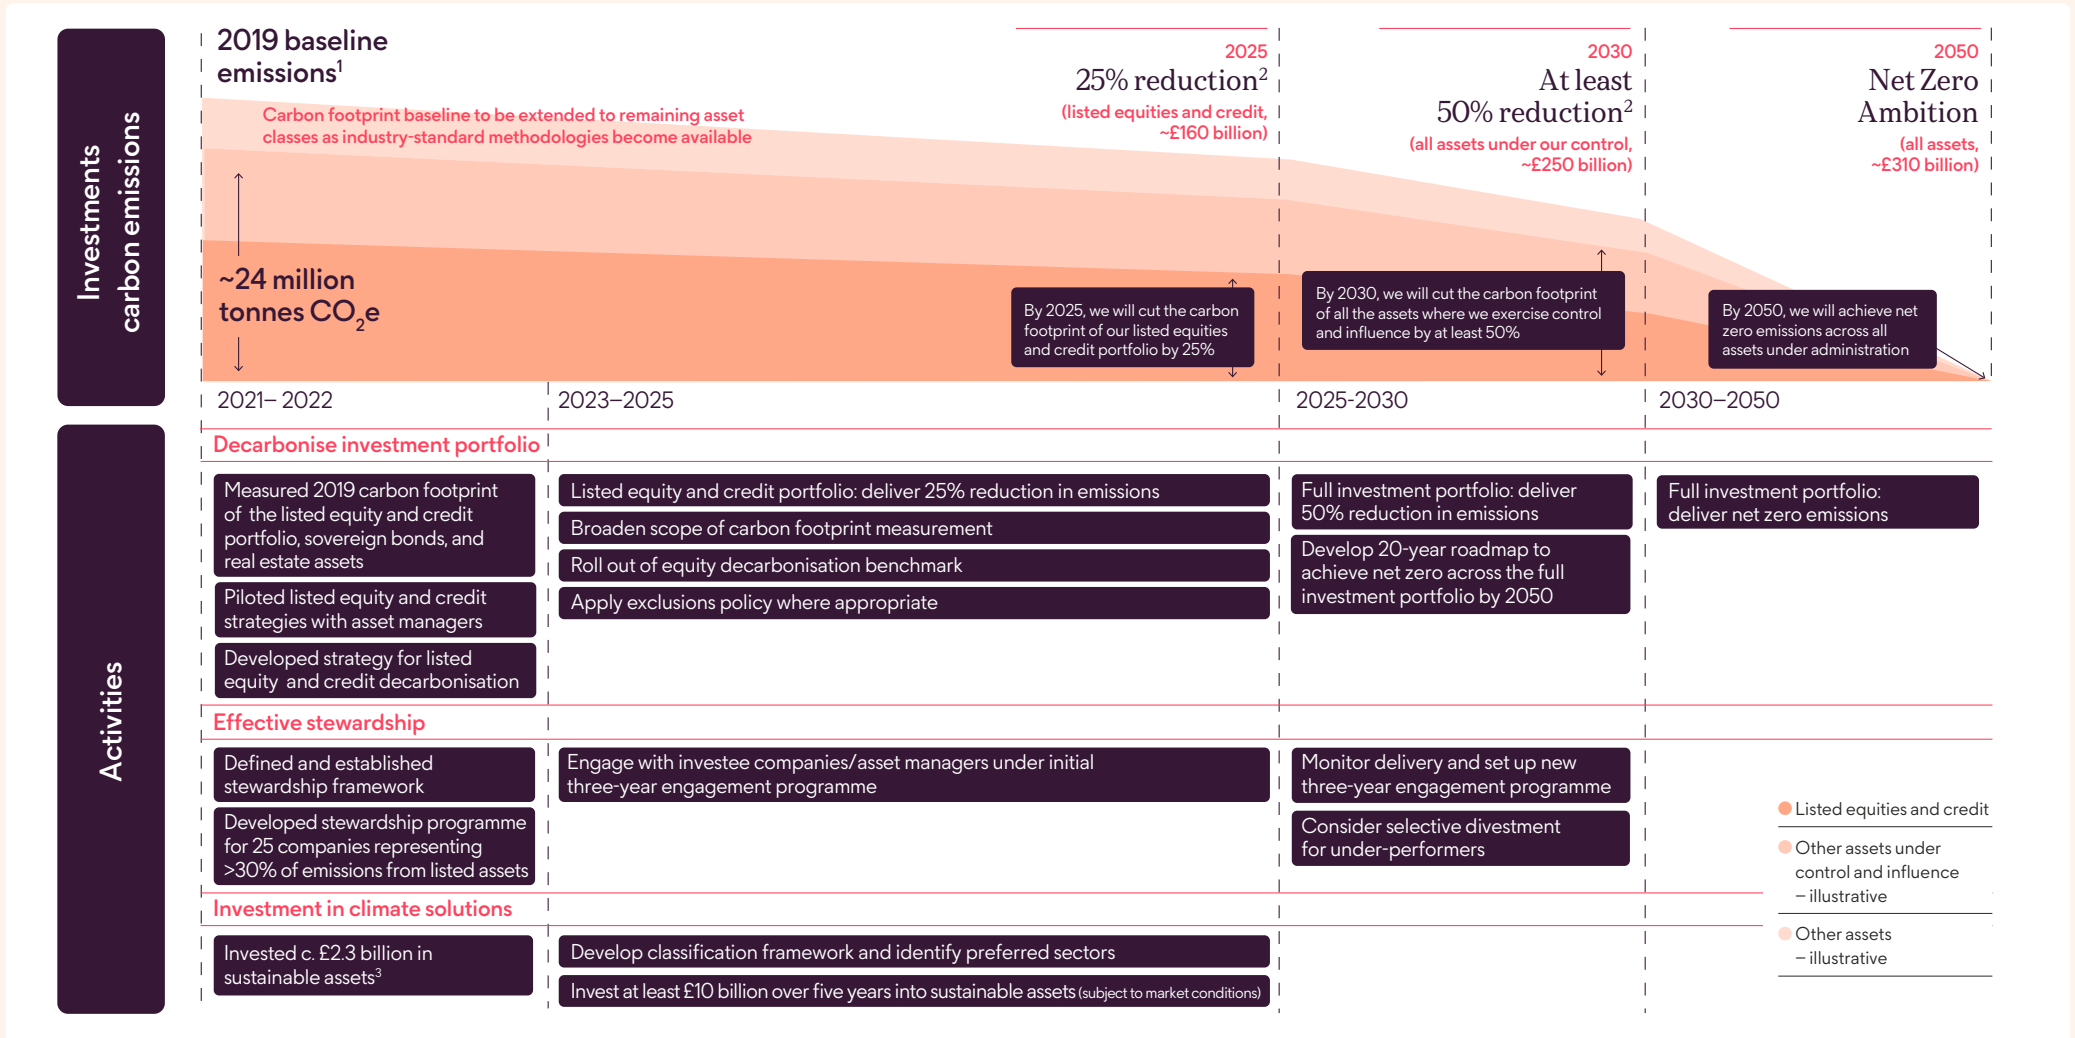 Investments
carbon emissions
2019 baseline
emissions¹
Carbon footprint baseline to be extended to remaining asset
classes as industry-standard methodologies become available
~24 million
tonnes CO₂e
2025
25% reduction²
(listed equities and credit,
~£160 billion)
By 2025, we will cut the carbon
footprint of our listed equities
and credit portfolio by 25%
2030
At least
50% reduction²
(all assets under our control,
~£250 billion)
By 2030, we will cut the carbon footprint
of all the assets where we exercise control
and influence by at least 50%
2050
Net Zero
Ambition
(all assets,
~£310 billion)
By 2050, we will achieve net
zero emissions across all
assets under administration
2021– 2022
2023–2025
2025-2030
2030–2050
Activities
Decarbonise investment portfolio
Measured 2019 carbon footprint
of the listed equity and credit
portfolio, sovereign bonds, and
real estate assets
Piloted listed equity and credit
strategies with asset managers
Developed strategy for listed
equity and credit decarbonisation
Listed equity and credit portfolio: deliver 25% reduction in emissions
Broaden scope of carbon footprint measurement
Roll out of equity decarbonisation benchmark
Apply exclusions policy where appropriate
Full investment portfolio: deliver
50% reduction in emissions
Develop 20-year roadmap to
achieve net zero across the full
investment portfolio by 2050
Full investment portfolio:
deliver net zero emissions
Effective stewardship
Defined and established
stewardship framework
Developed stewardship programme
for 25 companies representing
>30% of emissions from listed assets
Engage with investee companies/asset managers under initial
three-year engagement programme
Monitor delivery and set up new
three-year engagement programme
Consider selective divestment
for under-performers
Investment in climate solutions
Invested c. £2.3 billion in
sustainable assets³
Develop classification framework and identify preferred sectors
Invest at least £10 billion over five years into sustainable assets (subject to market conditions)
Listed equities and credit
Other assets under
control and influence
– illustrative
Other assets
– illustrative